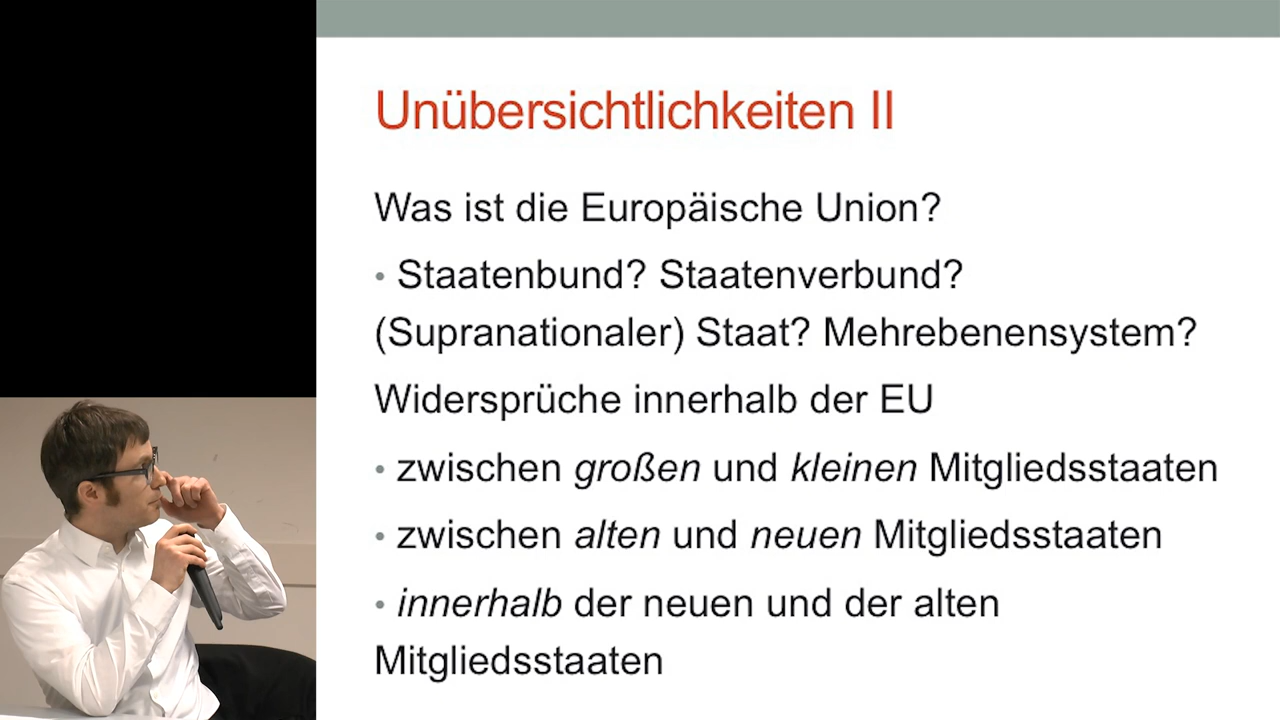 Unübersichtlichkeiten II
Was ist die Europäische Union?
• Staatenbund? Staatenverbund?
(Supranationaler) Staat? Mehrebenensystem?
Widersprüche innerhalb der EU
• zwischen großen und kleinen Mitgliedsstaaten
• zwischen alten und neuen Mitgliedsstaaten
• innerhalb der neuen und der alten
Mitgliedsstaaten